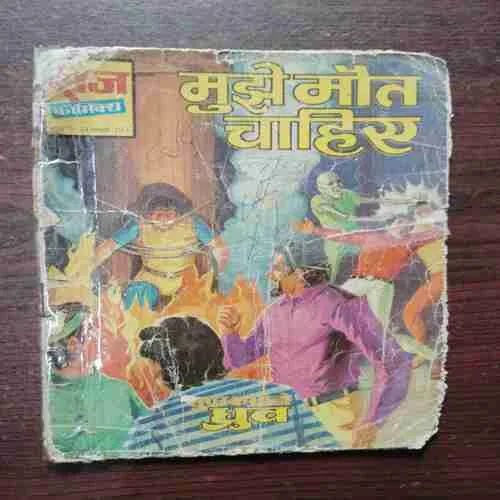 राज
कॉमिक्स
मुझे मौत
चाहिए
ध्रुव